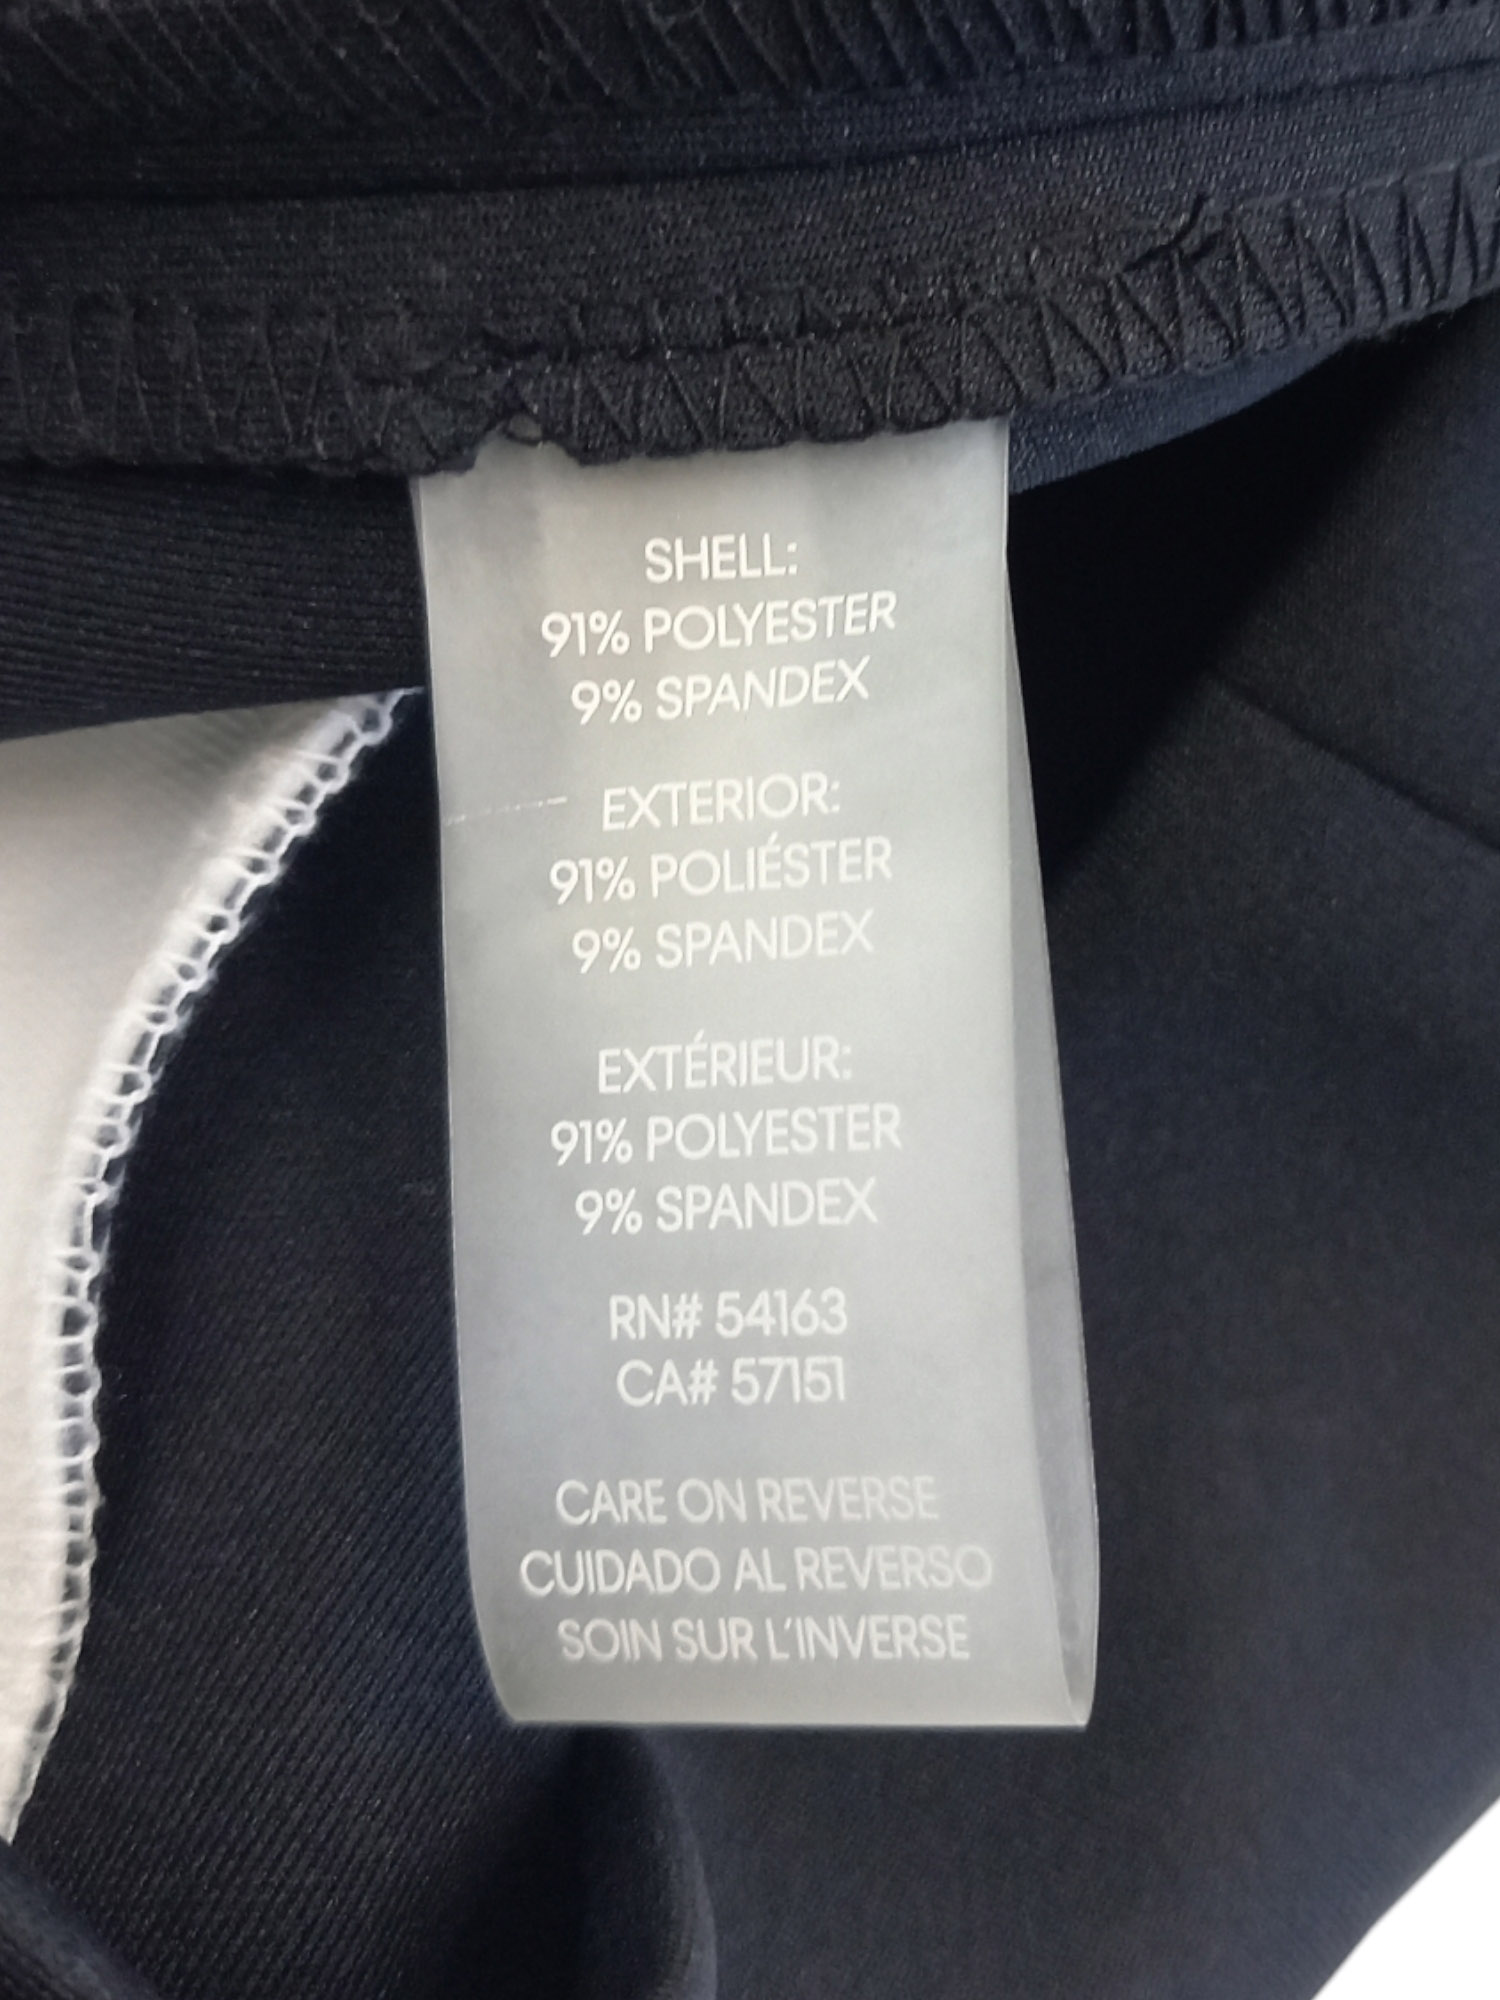 SHELL:
91% POLYESTER
9% SPANDEX
EXTERIOR:
91% POLIÉSTER
9% SPANDEX
EXTÉRIEUR:
91% POLYESTER
9% SPANDEX
RN# 54163
CA# 57151
CARE ON REVERSE
CUIDADO AL REVERSO
SOIN SUR L'INVERSE